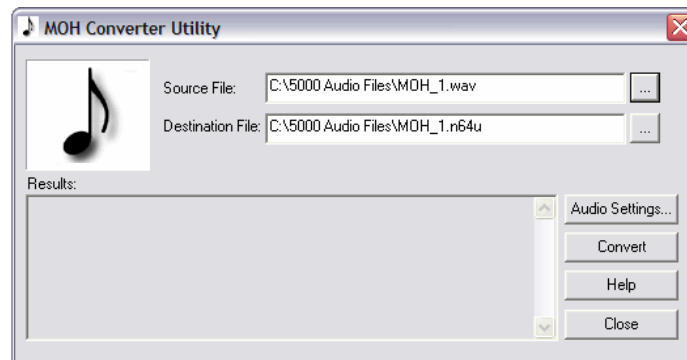 MOH Converter Utility
Source File: C:\5000 Audio Files\MOH_1.wav ...
Destination File: C:\5000 Audio Files\MOH_1.n64u ...
Results:
Audio Settings...
Convert
Help
Close